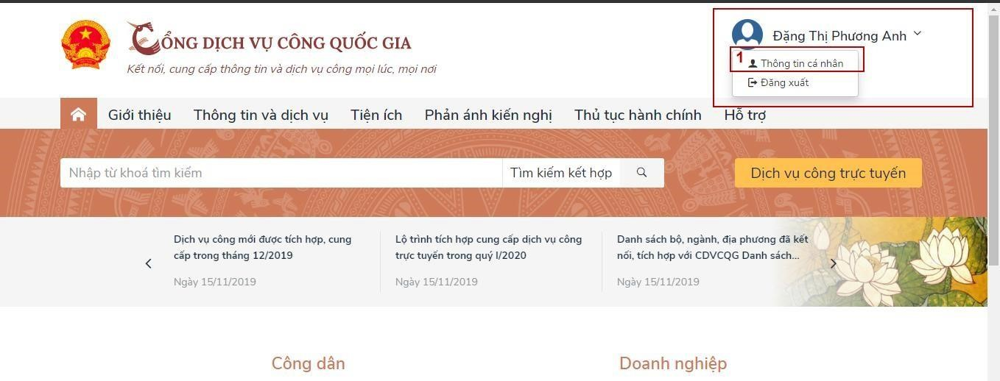 CỔNG DỊCH VỤ CÔNG QUỐC GIA
Kết nối, cung cấp thông tin và dịch vụ công mọi lúc, mọi nơi
Đặng Thị Phương Anh
1
Thông tin cá nhân
Đăng xuất
Giới thiệu
Thông tin và dịch vụ
Tiện ích
Phản ánh kiến nghị
Thủ tục hành chính
Hỗ trợ
Nhập từ khoá tìm kiếm
Tìm kiếm kết hợp
Dịch vụ công trực tuyến
Dịch vụ công mới được tích hợp, cung
cấp trong tháng 12/2019
Ngày 15/11/2019
Lộ trình tích hợp cung cấp dịch vụ công
trực tuyến trong quý I/2020
Ngày 15/11/2019
Danh sách bộ, ngành, địa phương đã kết
nối, tích hợp với CDVCQG Danh sách...
Ngày 15/11/2019
Công dân
Doanh nghiệp